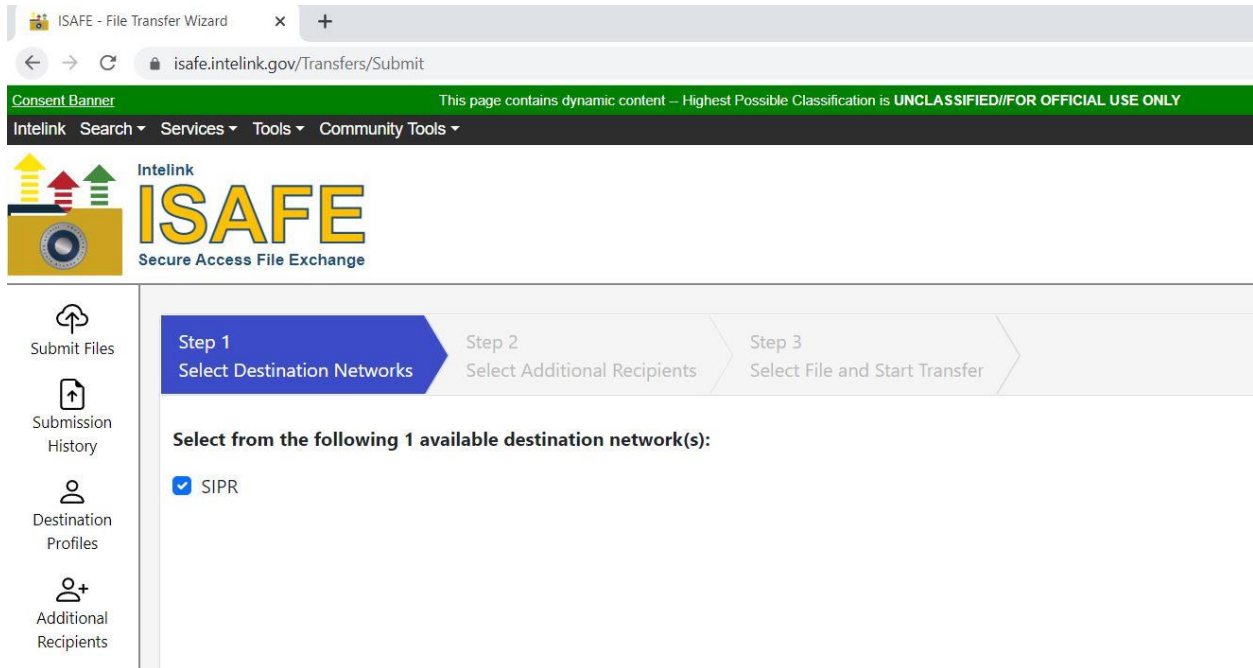 ISAFE - File Transfer Wizard
isafe.intelink.gov/Transfers/Submit
Consent Banner
This page contains dynamic content -- Highest Possible Classification is UNCLASSIFIED//FOR OFFICIAL USE ONLY
Intelink Search Services Tools Community Tools
Intelink
ISAFE
Secure Access File Exchange
Submit Files
Submission
History
Destination
Profiles
Additional
Recipients
Step 1
Select Destination Networks
Step 2
Select Additional Recipients
Step 3
Select File and Start Transfer
Select from the following 1 available destination network(s):
SIPR